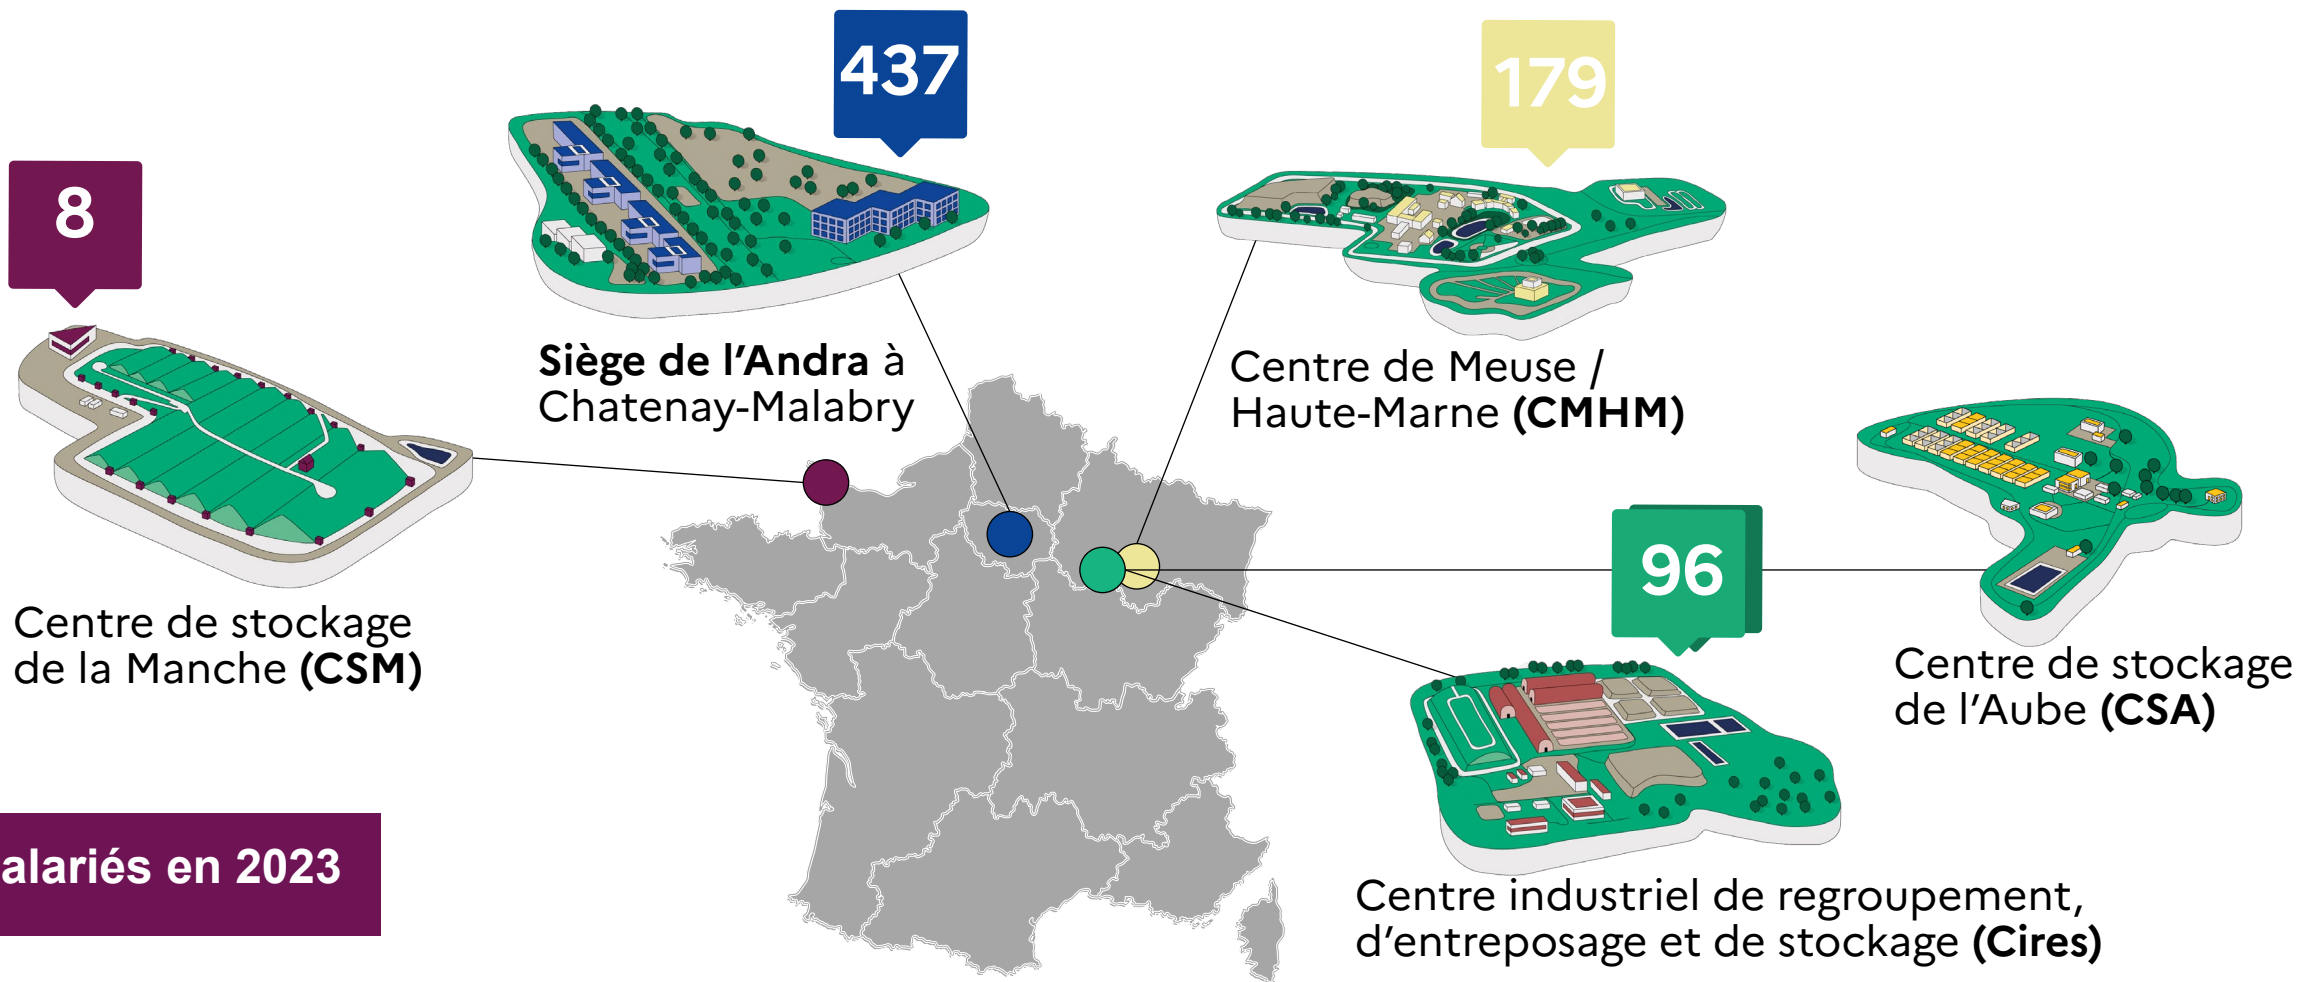 437
179
8
Siège de l'Andra à
Chatenay-Malabry
Centre de Meuse /
Haute-Marne (CMHM)
96
Centre de stockage
de la Manche (CSM)
Centre de stockage
de l'Aube (CSA)
alariés en 2023
Centre industriel de regroupement,
d'entreposage et de stockage (Cires)